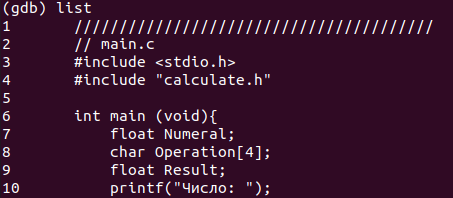 (gdb) list
1       ////////////////////////////////////////
2       // main.c
3       #include <stdio.h>
4       #include "calculate.h"
5
6       int main (void){
7           float Numeral;
8           char Operation[4];
9           float Result;
10          printf("Число: ");